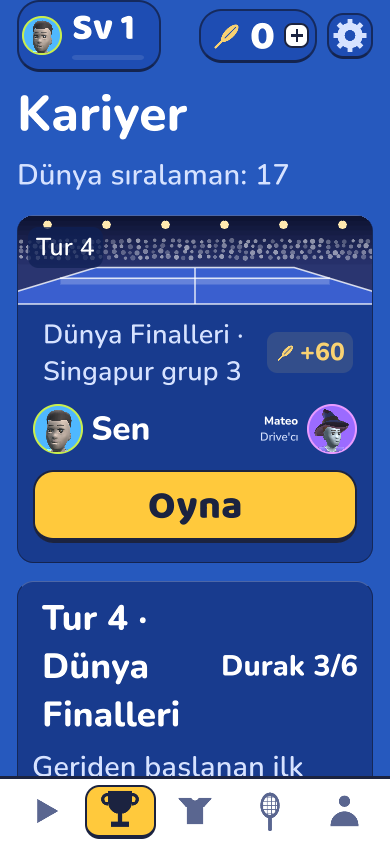 Sv 1
0
Kariyer
Dünya sıralaman: 17
Tur 4
Dünya Finalleri ·
Singapur grup 3
+60
Sen
Mateo
Drive'cı
Oyna
Tur 4 ·
Dünya
Finalleri
Durak 3/6
Geriden başlanan ilk